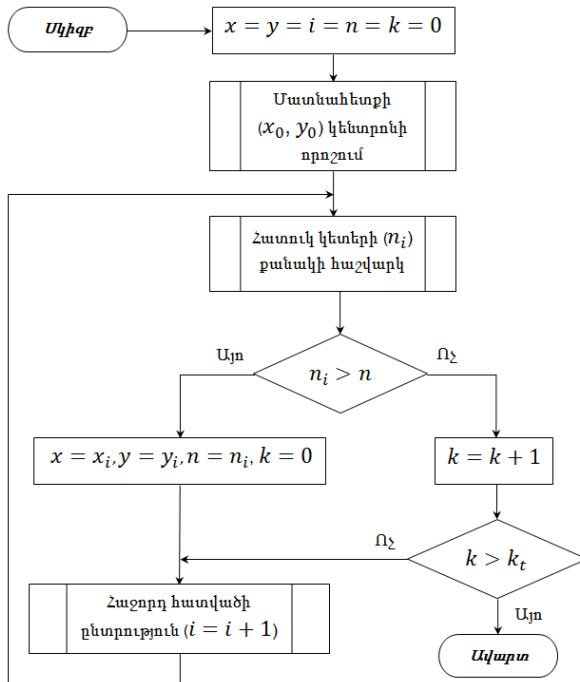 Սկիզբ
x = y = i = n = k = 0
Մատնահետքի
(x₀, y₀) կենտրոնի
որոշում
Հատուկ կետերի (nᵢ)
քանակի հաշվարկ
Այո
Ոչ
nᵢ > n
x = xᵢ, y = yᵢ, n = nᵢ, k = 0
k = k + 1
Ոչ
k > kₜ
Հաջորդ հատվածի
ընտրություն (i = i + 1)
Այո
Ավարտ